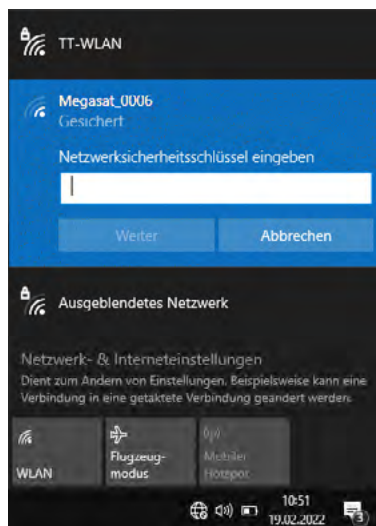 TT-WLAN
Megasat_0006
Gesichert
Netzwerksicherheitsschlüssel eingeben
Weiter Abbrechen
Ausgeblendetes Netzwerk
Netzwerk- & Interneteinstellungen
Dient zum Ändern von Einstellungen. Beispielsweise kann eine
Verbindung in eine getaktete Verbindung geändert werden.
WLAN
Flugzeug-
modus
Mobiler
Hotspot
10:51
19.02.2022
3